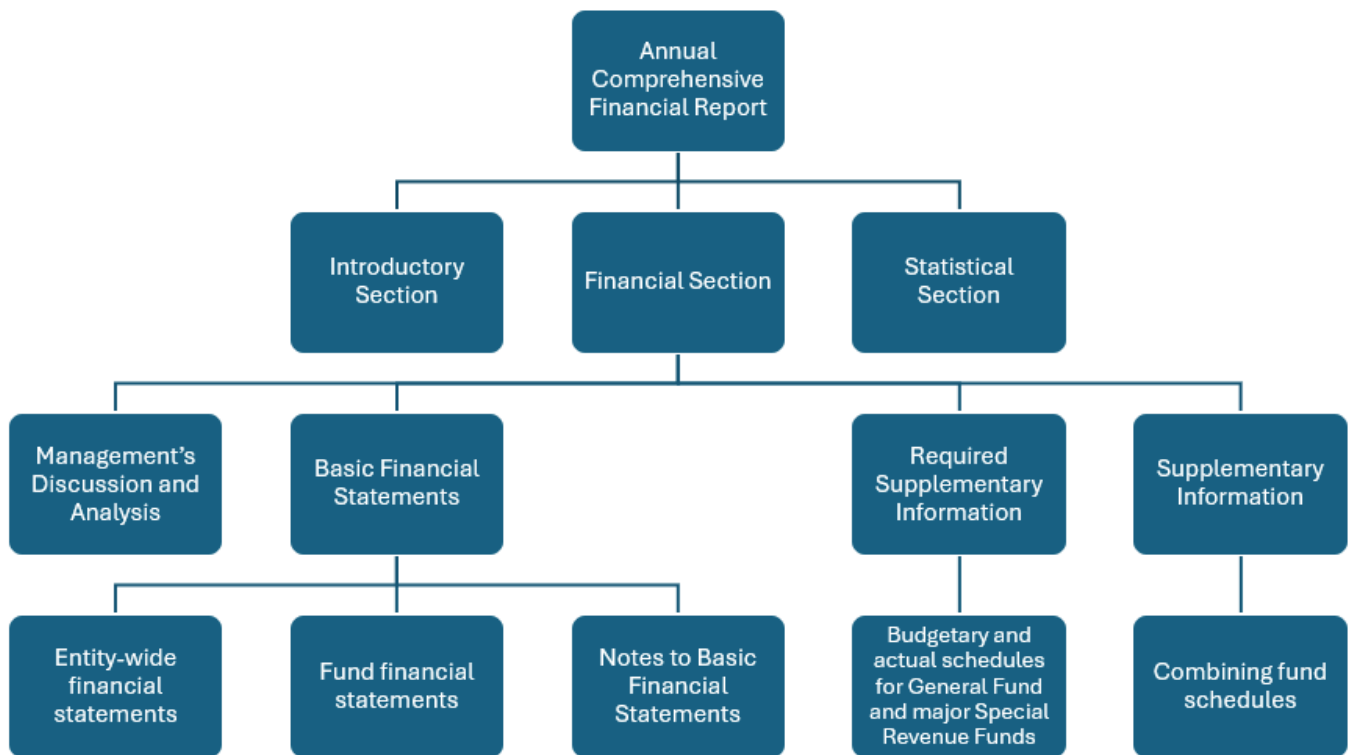 Annual
Comprehensive
Financial Report
Introductory
Section
Financial Section
Statistical
Section
Management’s
Discussion and
Analysis
Basic Financial
Statements
Required
Supplementary
Information
Supplementary
Information
Entity-wide
financial
statements
Fund financial
statements
Notes to Basic
Financial
Statements
Budgetary and
actual schedules
for General Fund
and major Special
Revenue Funds
Combining fund
schedules